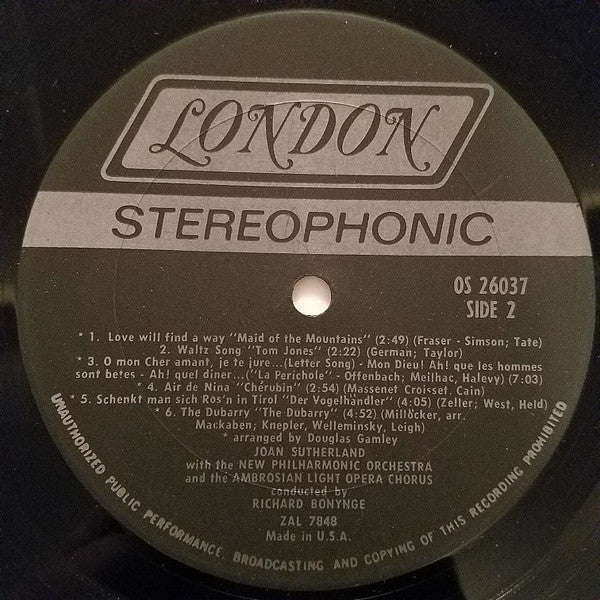 LONDON
STEREOPHONIC
OS 26037
SIDE 2
* 1. Love will find a way "Maid of the Mountains" (2:49) (Fraser - Simson; Tate)
2. Waltz Song "Tom Jones" (2:22) (German; Taylor)
* 3. O mon Cher amant, je te jure...(Letter Song) - Mon Dieu! Ah! que les hommes
sont betes - Ah! quel diner...("La Perichole" - Offenbach; Meilhac, Halevy) (7:03)
* 4. Air de Nina "Chérubin" (2:54) (Massenet Croisset. Cain)
* 5. Schenkt man sich Ros'n in Tirol "Der Vogelhändler" (4:05) (Zeller; West, Held)
* 6. The Dubarry "The Dubarry" (4:52) (Millöcker, arr.
Mackaben; Knepler, Welleminsky, Leigh)
* arranged by Douglas Gamley
JOAN SUTHERLAND
with the NEW PHILHARMONIC ORCHESTRA
and the AMBROSIAN LIGHT OPERA CHORUS
conducted by
RICHARD BONYNGE
ZAL 7848
Made in U.S.A.
UNAUTHORIZED PUBLIC PERFORMANCE, BROADCASTING AND COPYING OF THIS RECORDING PROHIBITED